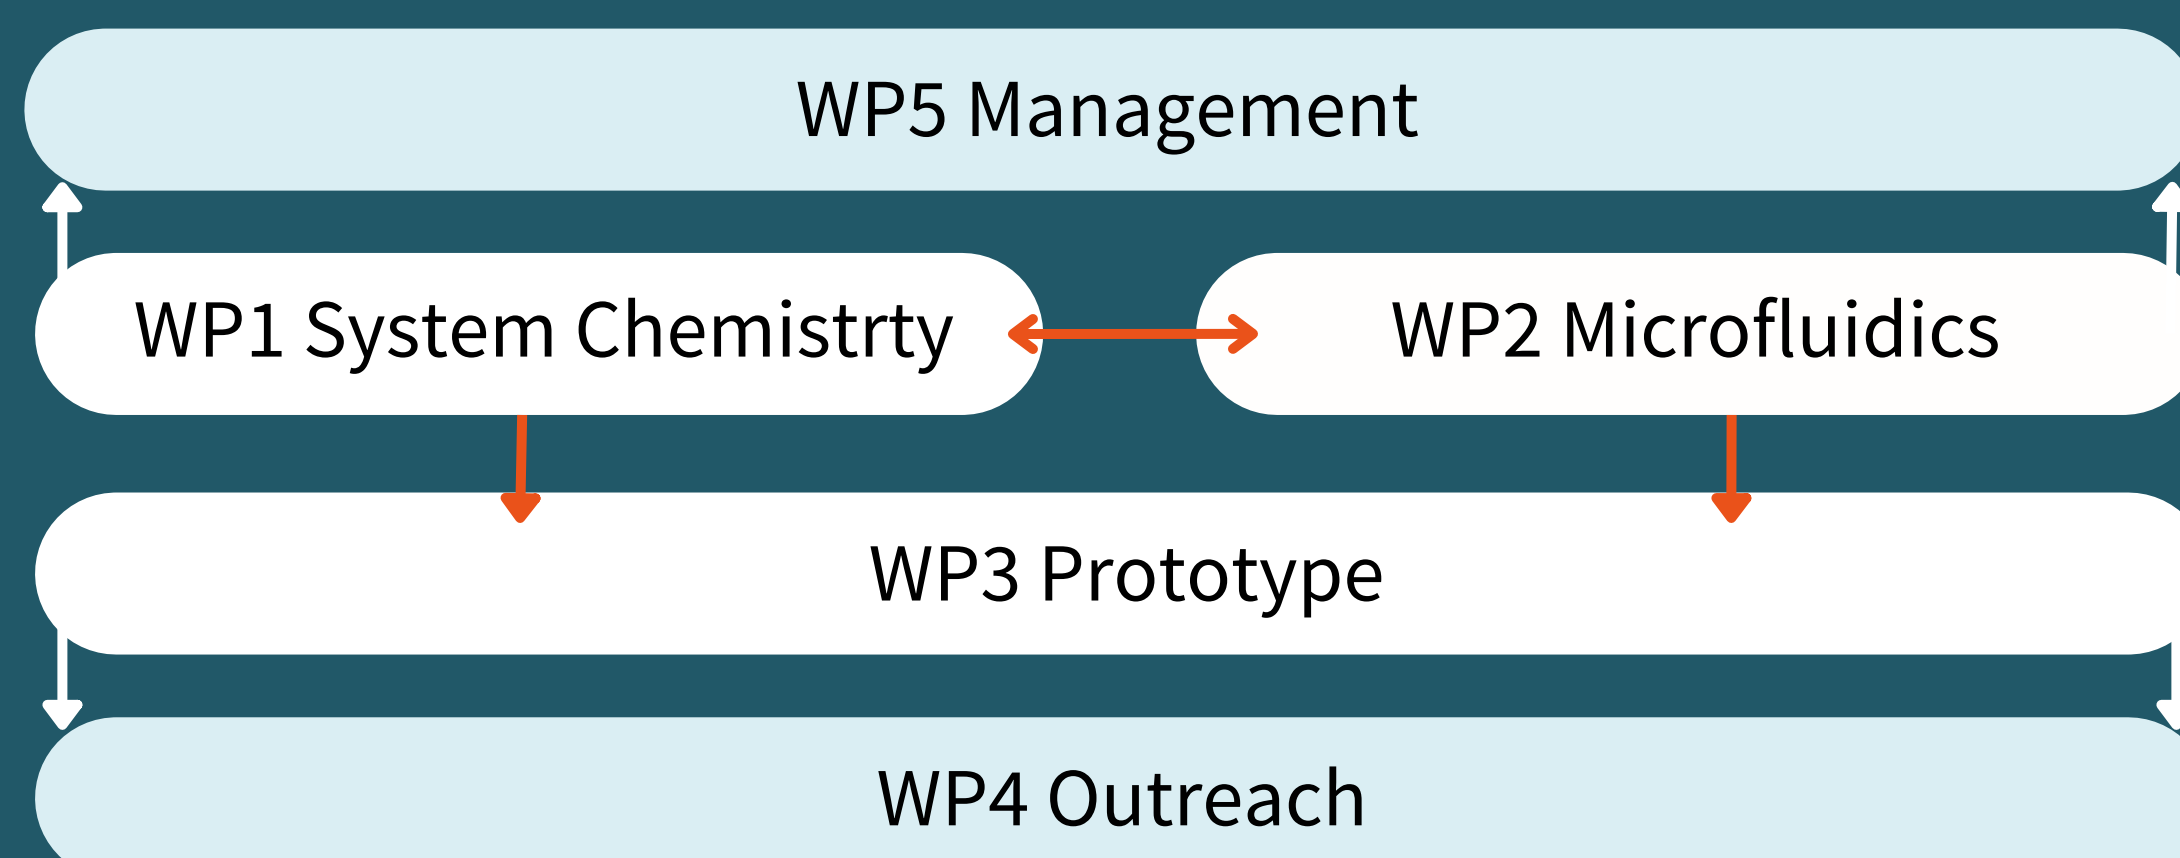 WP5 Management
WP1 System Chemistrty
WP2 Microfluidics
WP3 Prototype
WP4 Outreach